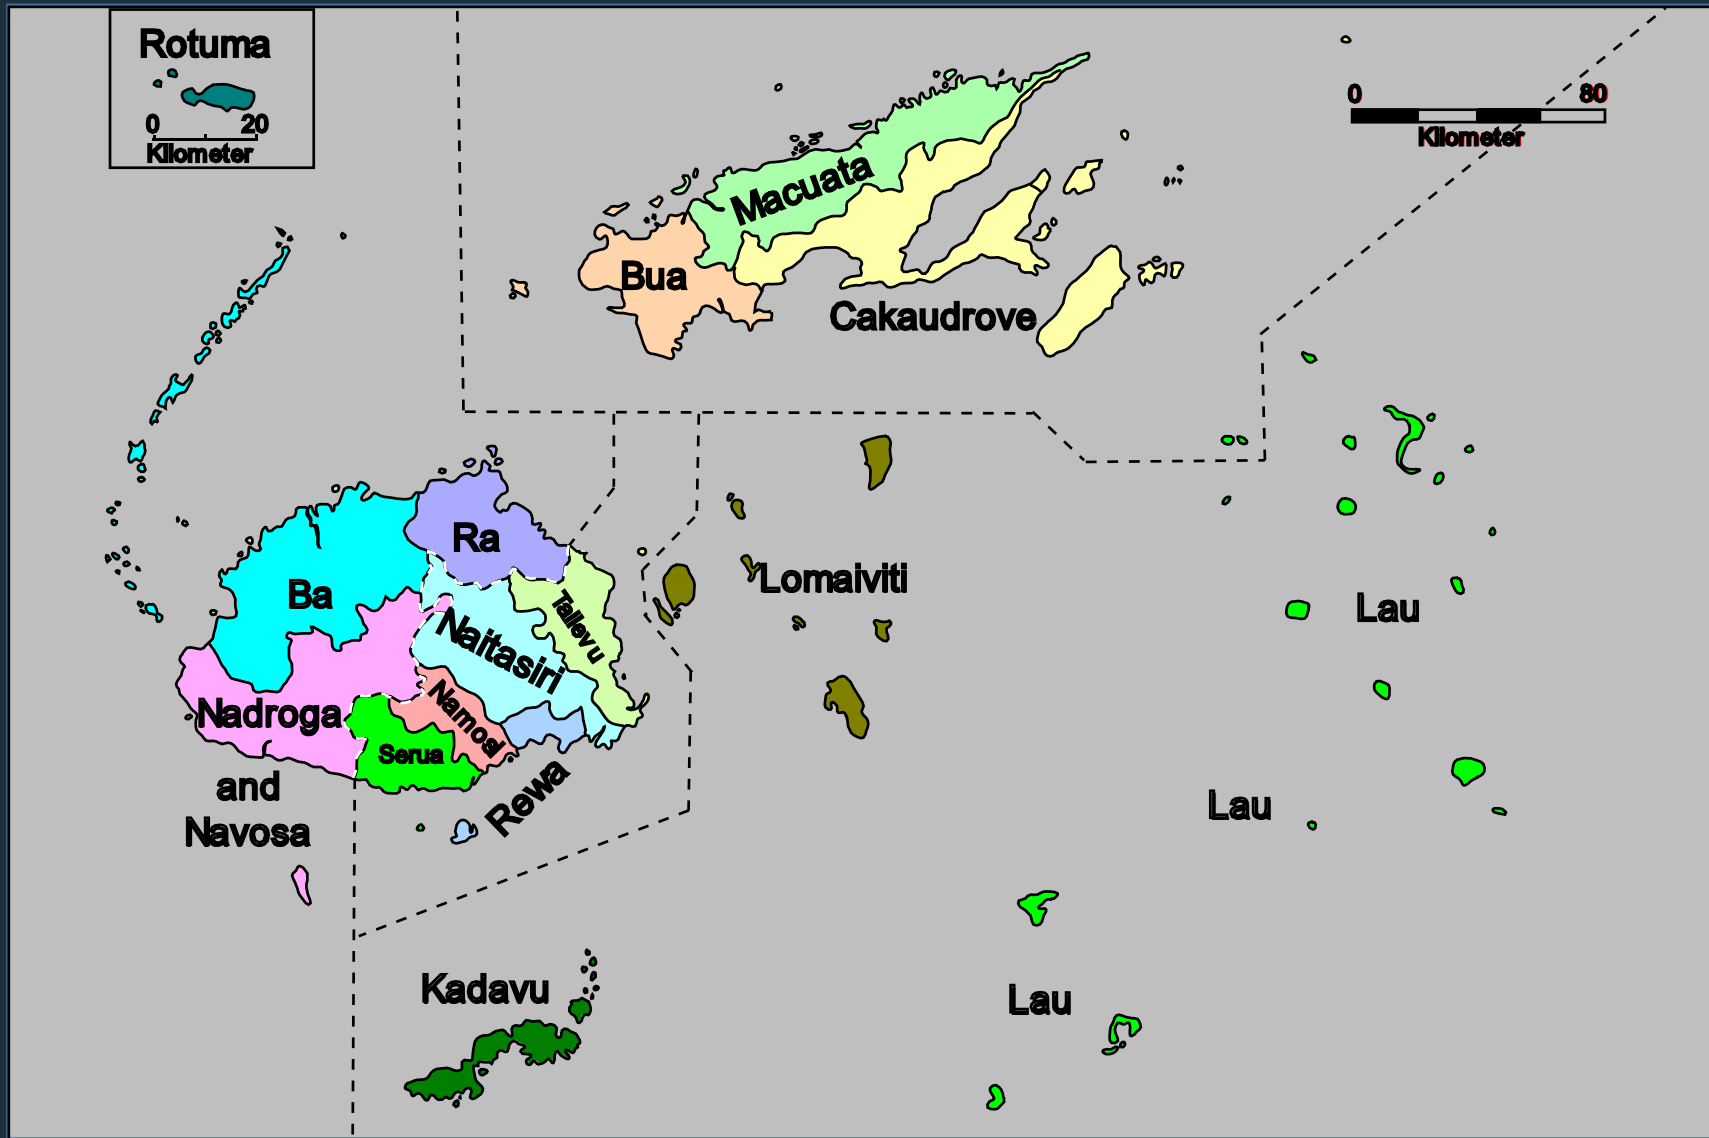 Rotuma
0 20
Kilometer
0 80
Kilometer
Macuata
Bua
Cakaudrove
Ra
Ba
Tailevu
Lomaiviti
Naitasiri
Lau
Namosi
Nadroga
Serua
and
Navosa
Rewa
Lau
Kadavu
Lau